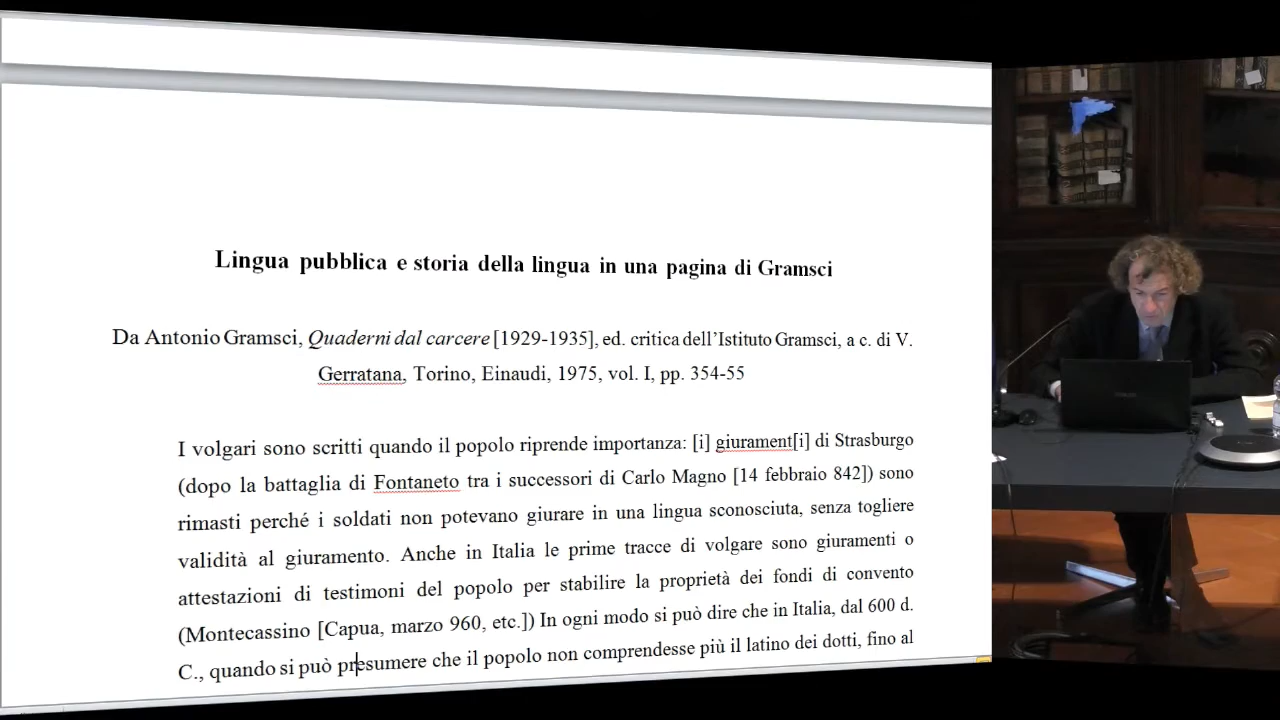 Lingua pubblica e storia della lingua in una pagina di Gramsci
Da Antonio Gramsci, Quaderni dal carcere [1929-1935], ed. critica dell'Istituto Gramsci, a c. di V.
Gerratana, Torino, Einaudi, 1975, vol. I, pp. 354-55
I volgari sono scritti quando il popolo riprende importanza: [i] giurament[i] di Strasburgo
(dopo la battaglia di Fontaneto tra i successori di Carlo Magno [14 febbraio 842]) sono
rimasti perché i soldati non potevano giurare in una lingua sconosciuta, senza togliere
validità al giuramento. Anche in Italia le prime tracce di volgare sono giuramenti o
attestazioni di testimoni del popolo per stabilire la proprietà dei fondi di convento
(Montecassino [Capua, marzo 960, etc.]) In ogni modo si può dire che in Italia, dal 600 d.
C., quando si può presumere che il popolo non comprendesse più il latino dei dotti, fino al